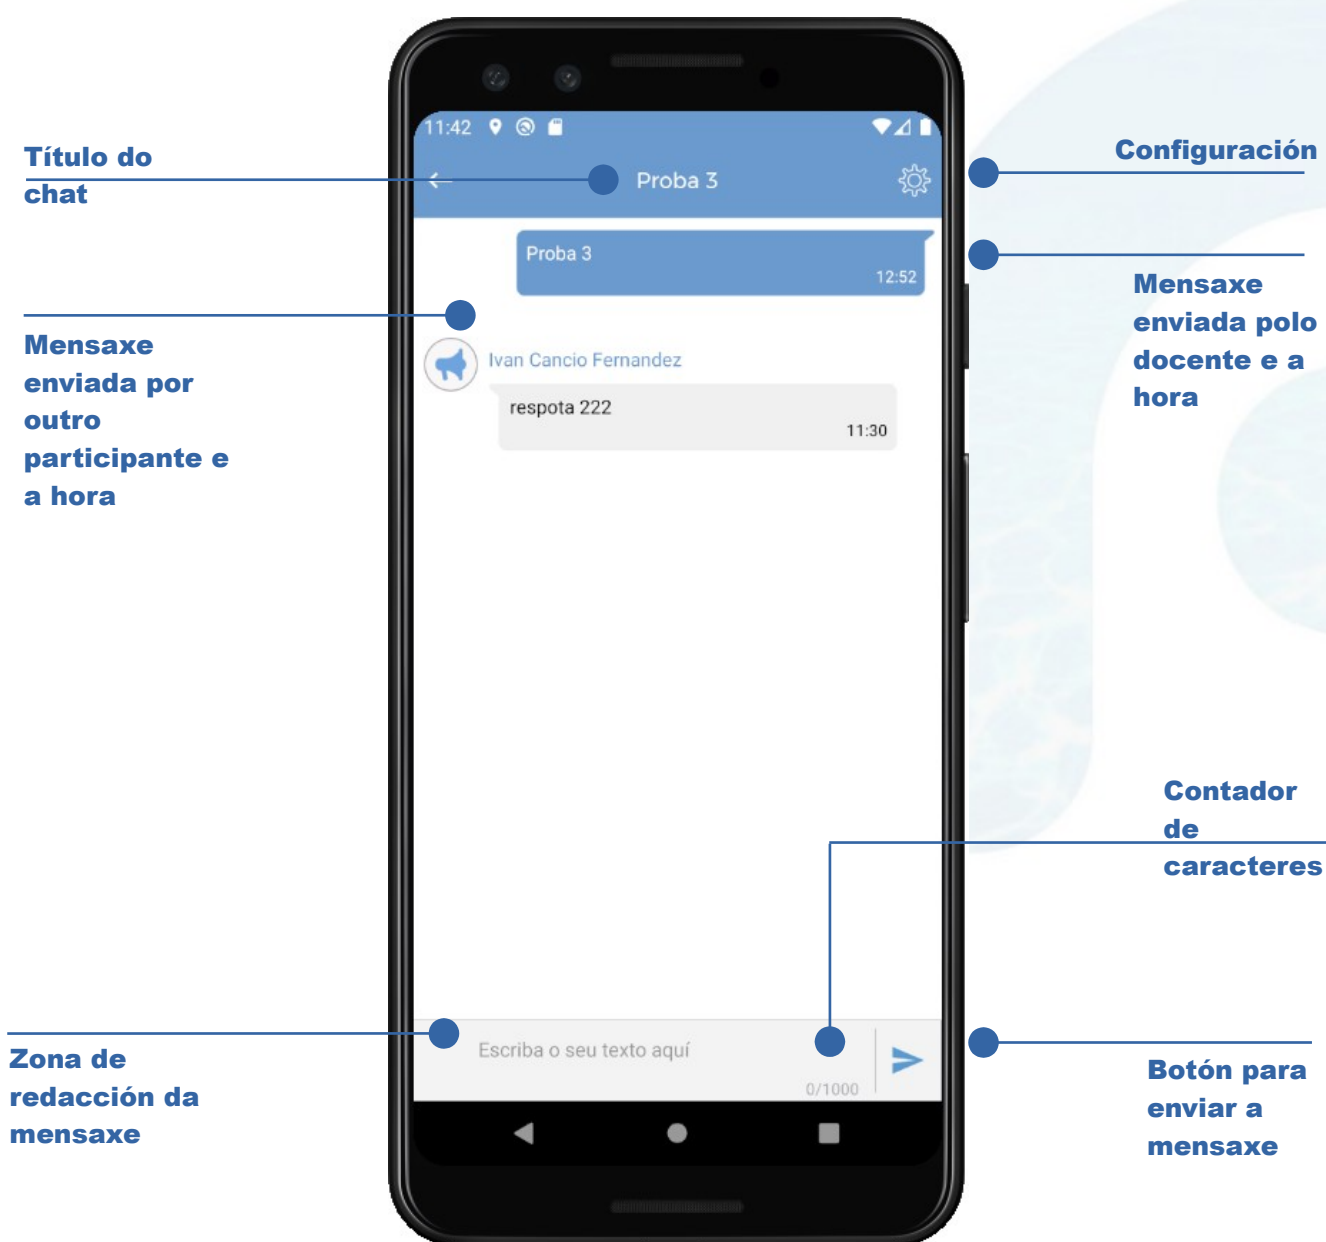 11:42
Título do
chat
Proba 3
Configuración
Proba 3
12:52
Mensaxe
enviada polo
docente e a
hora
Mensaxe
enviada por
outro
participante e
a hora
Ivan Cancio Fernandez
respota 222
11:30
Contador
de
caracteres
Zona de
redacción da
mensaxe
Escriba o seu texto aquí
0/1000
Botón para
enviar a
mensaxe